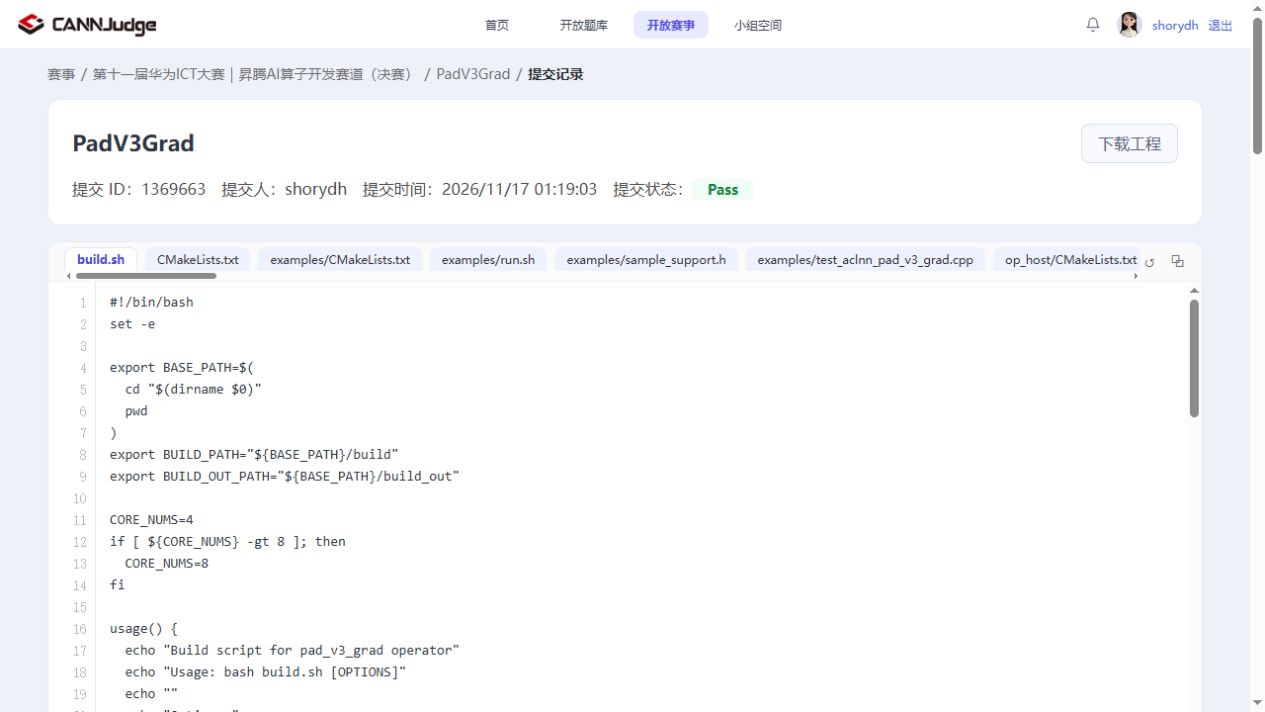 CANNJudge 首页 开放题库 开放赛事 小组空间 shorydh 退出
赛事 / 第十一届华为ICT大赛 | 昇腾AI算子开发赛道（决赛） / PadV3Grad / 提交记录
PadV3Grad
下载工程
提交 ID：1369663 提交人：shorydh 提交时间：2026/11/17 01:19:03 提交状态： Pass
build.sh CMakeLists.txt examples/CMakeLists.txt examples/run.sh examples/sample_support.h examples/test_aclnn_pad_v3_grad.cpp op_host/CMakeLists.txt
1 #!/bin/bash
2 set -e
3
4 export BASE_PATH=$(
5   cd "$(dirname $0)"
6   pwd
7 )
8 export BUILD_PATH="${BASE_PATH}/build"
9 export BUILD_OUT_PATH="${BASE_PATH}/build_out"
10
11 CORE_NUMS=4
12 if [ ${CORE_NUMS} -gt 8 ]; then
13   CORE_NUMS=8
14 fi
15
16 usage() {
17   echo "Build script for pad_v3_grad operator"
18   echo "Usage: bash build.sh [OPTIONS]"
19   echo ""